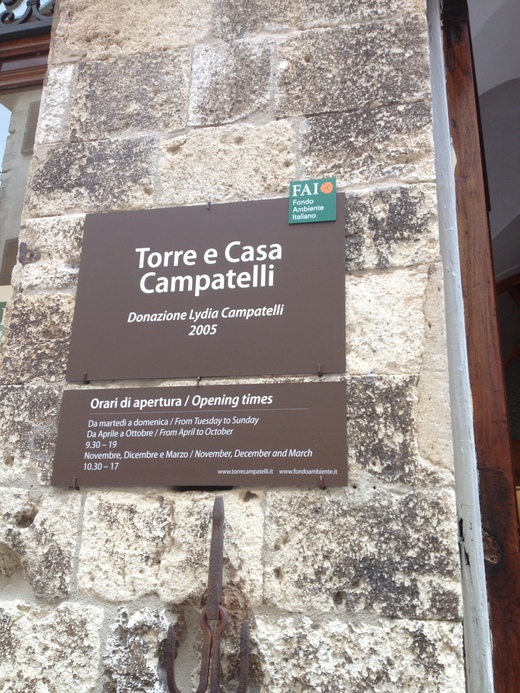 FAI
Fondo
Ambiente
Italiano
Torre e Casa
Campatelli
Donazione Lydia Campatelli
2005
Orari di apertura / Opening times
Da martedì a domenica / From Tuesday to Sunday
Da Aprile a Ottobre / From April to October
9.30 – 19
Novembre, Dicembre e Marzo / November, December and March
10.30 – 17
www.torrecampatelli.it www.fondoambiente.it